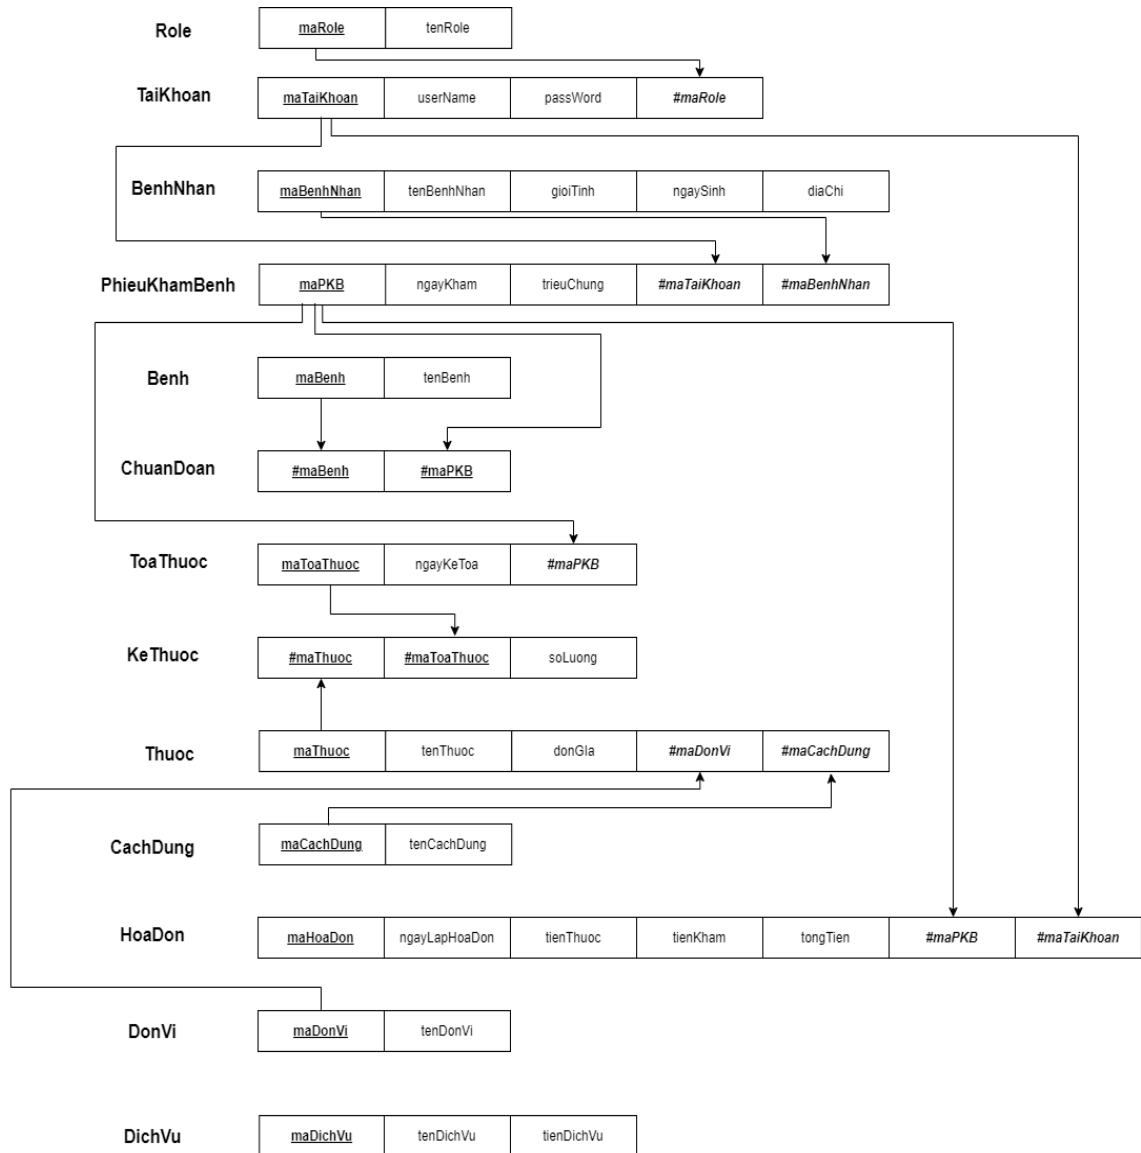 Role maRole tenRole
TaiKhoan maTaiKhoan userName passWord #maRole
BenhNhan maBenhNhan tenBenhNhan gioiTinh ngaySinh diaChi
PhieuKhamBenh maPKB ngayKham trieuChung #maTaiKhoan #maBenhNhan
Benh maBenh tenBenh
ChuanDoan #maBenh #maPKB
ToaThuoc maToaThuoc ngayKeToa #maPKB
KeThuoc #maThuoc #maToaThuoc soLuong
Thuoc maThuoc tenThuoc donGIa #maDonVi #maCachDung
CachDung maCachDung tenCachDung
HoaDon maHoaDon ngayLapHoaDon tienThuoc tienKham tongTien #maPKB #maTaiKhoan
DonVi maDonVi tenDonVi
DichVu maDichVu tenDichVu tienDichVu